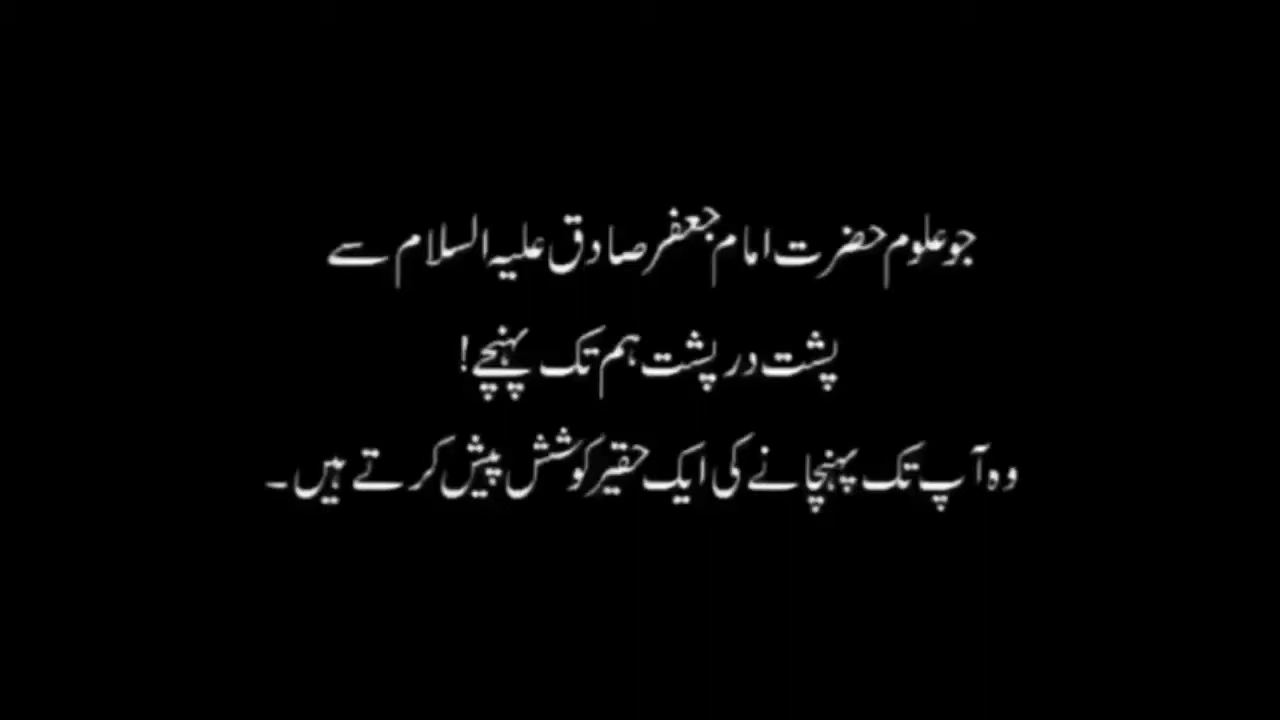 جو علوم حضرت امام جعفر صادق علیہ السلام سے
پشت در پشت ہم تک پہنچے!
وہ آپ تک پہنچانے کی ایک حقیر کوشش پیش کرتے ہیں۔